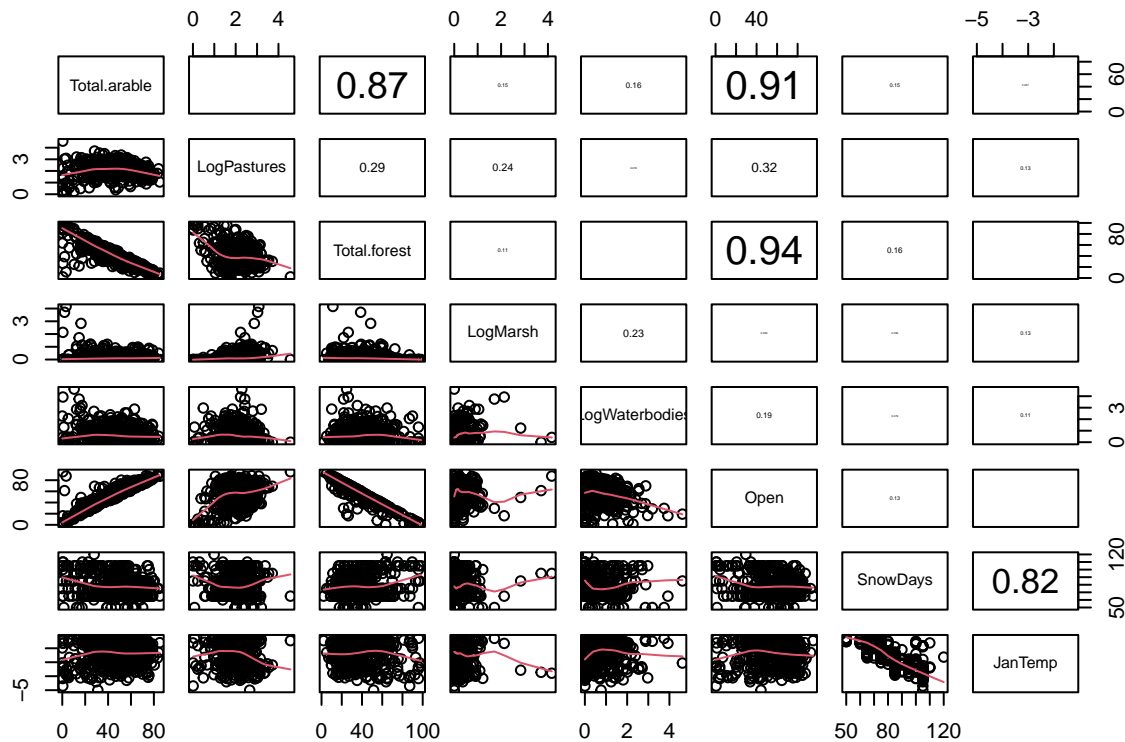 0 2 4 0 2 4 0 40 −5 −3
Total.arable 0.87 0.15 0.16 0.91 0.15 0 60
0 3 LogPastures 0.29 0.24 0.32 0.13
Total.forest 0.11 0.94 0.16 0 80
0 3 LogMarsh 0.23 0.13
LogWaterbodies 0.19 0.11 0 3
0 80 Open 0.13
SnowDays 0.82 50 120
−5 JanTemp
0 40 80 0 40 100 0 2 4 50 80 120